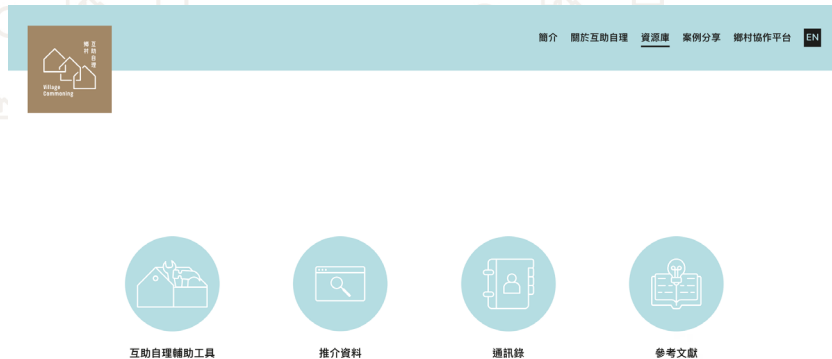 鄉村
互助自理
Village
Commoning
簡介 關於互助自理 資源庫 案例分享 鄉村協作平台 EN
互助自理輔助工具 推介資料 通訊錄 參考文獻